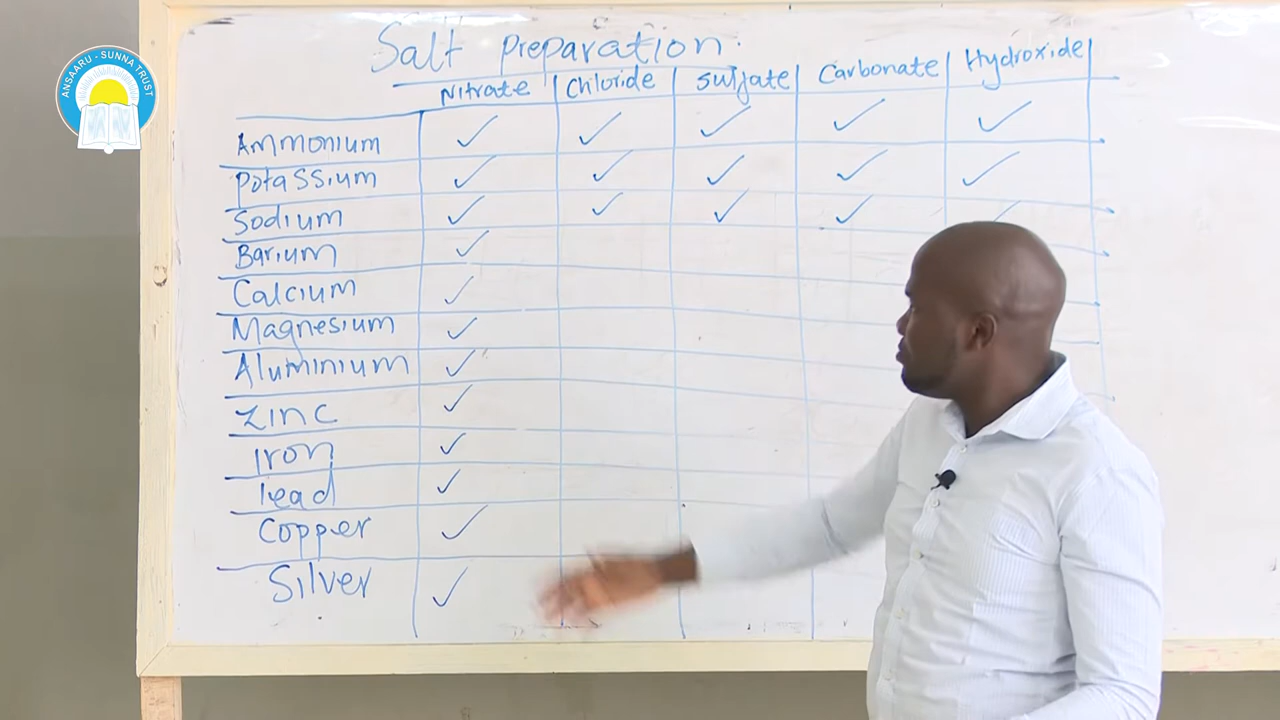 ANSAARU - SUNNA TRUST
Salt preparation.
Nitrate Chloride Sulfate Carbonate Hydroxide
Ammonium ✓ ✓ ✓ ✓ ✓
Potassium ✓ ✓ ✓ ✓ ✓
Sodium ✓ ✓ ✓ ✓ ✓
Barium ✓
Calcium ✓
Magnesium ✓
Aluminium ✓
Zinc ✓
Iron ✓
lead ✓
Copper ✓
Silver ✓